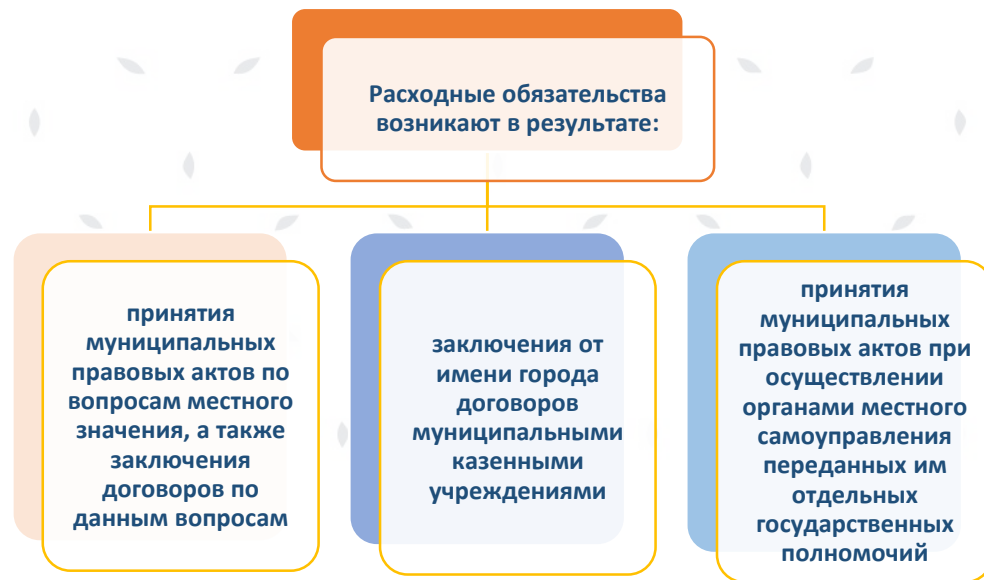 Расходные обязательства
возникают в результате:
принятия
муниципальных
правовых актов по
вопросам местного
значения, а также
заключения
договоров по
данным вопросам
заключения от
имени города
договоров
муниципальными
казенными
учреждениями
принятия
муниципальных
правовых актов при
осуществлении
органами местного
самоуправления
переданных им
отдельных
государственных
полномочий